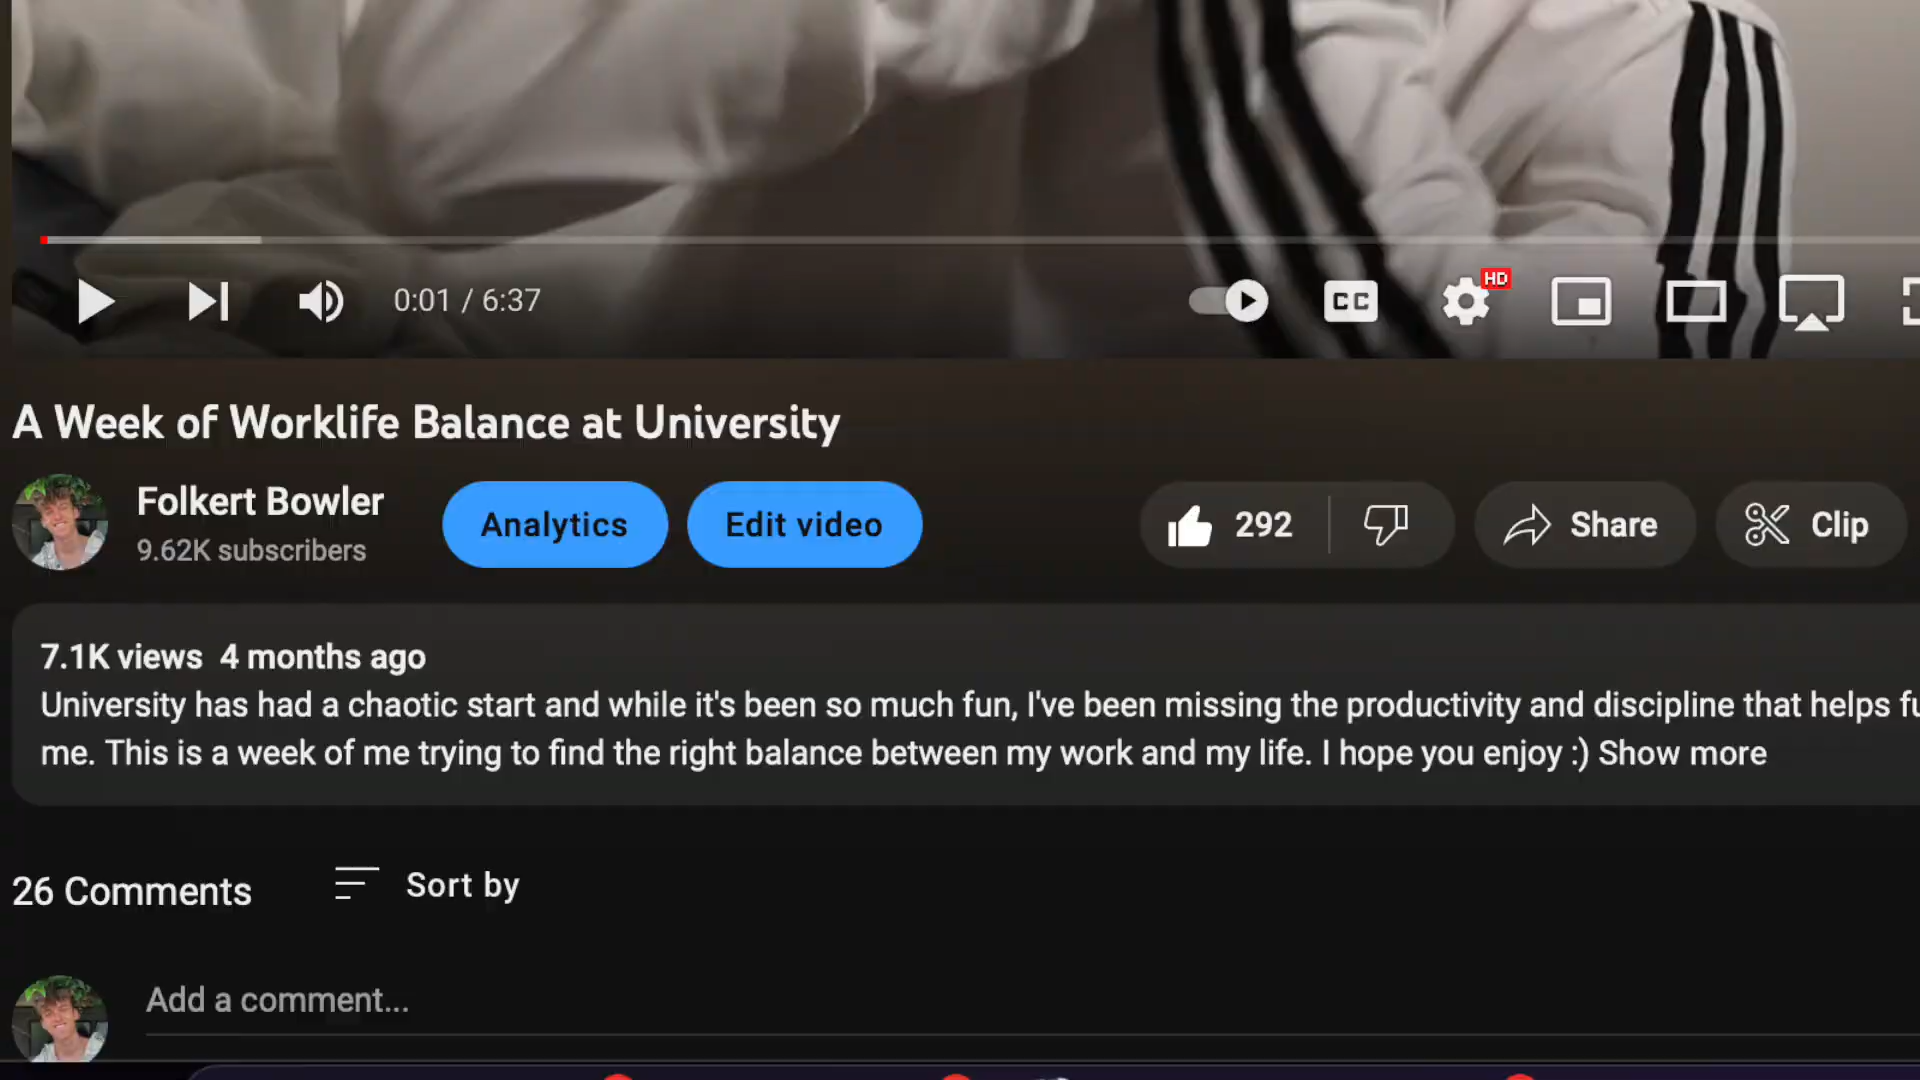 0:01 / 6:37
CC
HD
A Week of Worklife Balance at University
Folkert Bowler
9.62K subscribers
Analytics
Edit video
292
Share
Clip
7.1K views 4 months ago
University has had a chaotic start and while it's been so much fun, I've been missing the productivity and discipline that helps
me. This is a week of me trying to find the right balance between my work and my life. I hope you enjoy :) Show more
26 Comments
Sort by
Add a comment...